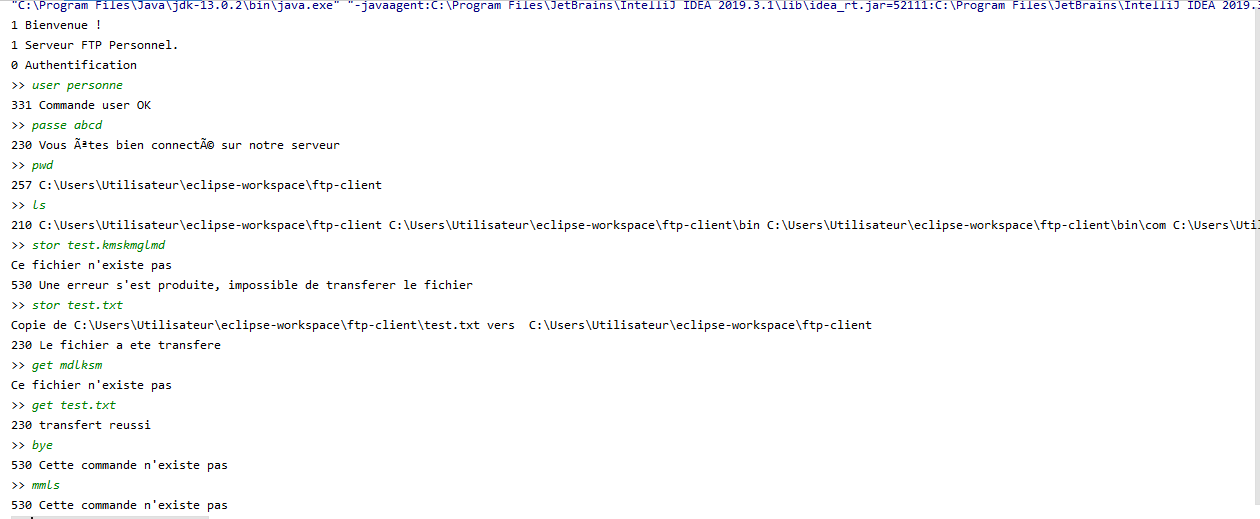 "C:\Program Files\Java\jdk-13.0.2\bin\java.exe" "-javaagent:C:\Program Files\JetBrains\IntelliJ IDEA 2019.3.1\lib\idea_rt.jar=52111:C:\Program Files\JetBrains\IntelliJ IDEA 2019.3
1 Bienvenue !
1 Serveur FTP Personnel.
0 Authentification
>> user personne
331 Commande user OK
>> passe abcd
230 Vous Ãªtes bien connectÃ© sur notre serveur
>> pwd
257 C:\Users\Utilisateur\eclipse-workspace\ftp-client
>> ls
210 C:\Users\Utilisateur\eclipse-workspace\ftp-client C:\Users\Utilisateur\eclipse-workspace\ftp-client\bin C:\Users\Utilisateur\eclipse-workspace\ftp-client\bin\com C:\Users\Util
>> stor test.kmskmglmd
Ce fichier n'existe pas
530 Une erreur s'est produite, impossible de transferer le fichier
>> stor test.txt
Copie de C:\Users\Utilisateur\eclipse-workspace\ftp-client\test.txt vers  C:\Users\Utilisateur\eclipse-workspace\ftp-client
230 Le fichier a ete transfere
>> get mdlksm
Ce fichier n'existe pas
>> get test.txt
230 transfert reussi
>> bye
530 Cette commande n'existe pas
>> mmls
530 Cette commande n'existe pas